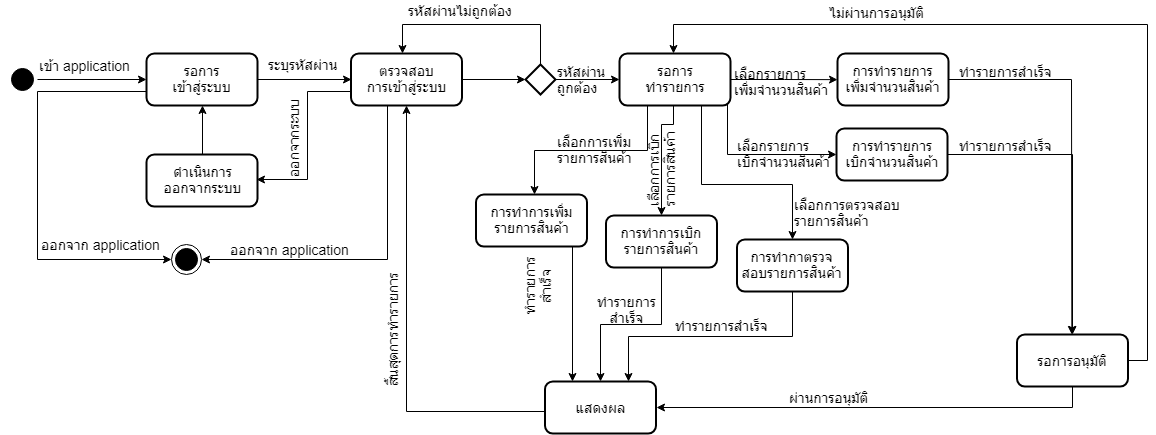 รหัสผ่านไม่ถูกต้อง
ไม่ผ่านการอนุมัติ
เข้า application
รอการ
เข้าสู่ระบบ
ระบุรหัสผ่าน
ตรวจสอบ
การเข้าสู่ระบบ
รหัสผ่าน
ถูกต้อง
รอการ
ทำรายการ
เลือกรายการ
เพิ่มจำนวนสินค้า
การทำรายการ
เพิ่มจำนวนสินค้า
ทำรายการสำเร็จ
ออกจากระบบ
เลือกการเพิ่ม
รายการสินค้า
เลือกการเบิก
รายการสินค้า
เลือกรายการ
เบิกจำนวนสินค้า
การทำรายการ
เบิกจำนวนสินค้า
ทำรายการสำเร็จ
ดำเนินการ
ออกจากระบบ
การทำการเพิ่ม
รายการสินค้า
เลือกการตรวจสอบ
รายการสินค้า
การทำการเบิก
รายการสินค้า
ออกจาก application
ออกจาก application
การทำกาตรวจ
สอบรายการสินค้า
ทำรายการ
สำเร็จ
ทำรายการ
สำเร็จ
ทำรายการสำเร็จ
สิ้นสุดการทำรายการ
รอการอนุมัติ
แสดงผล
ผ่านการอนุมัติ